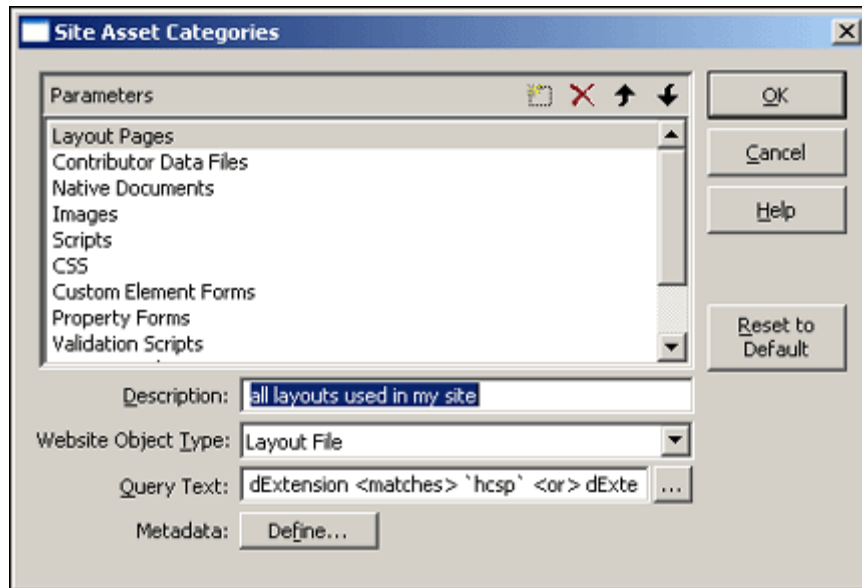 Site Asset Categories
Parameters
Layout Pages
Contributor Data Files
Native Documents
Images
Scripts
CSS
Custom Element Forms
Property Forms
Validation Scripts
OK
Cancel
Help
Reset to
Default
Description: all layouts used in my site
Website Object Type: Layout File
Query Text: dExtension <matches> `hcsp` <or> dExte ...
Metadata: Define...